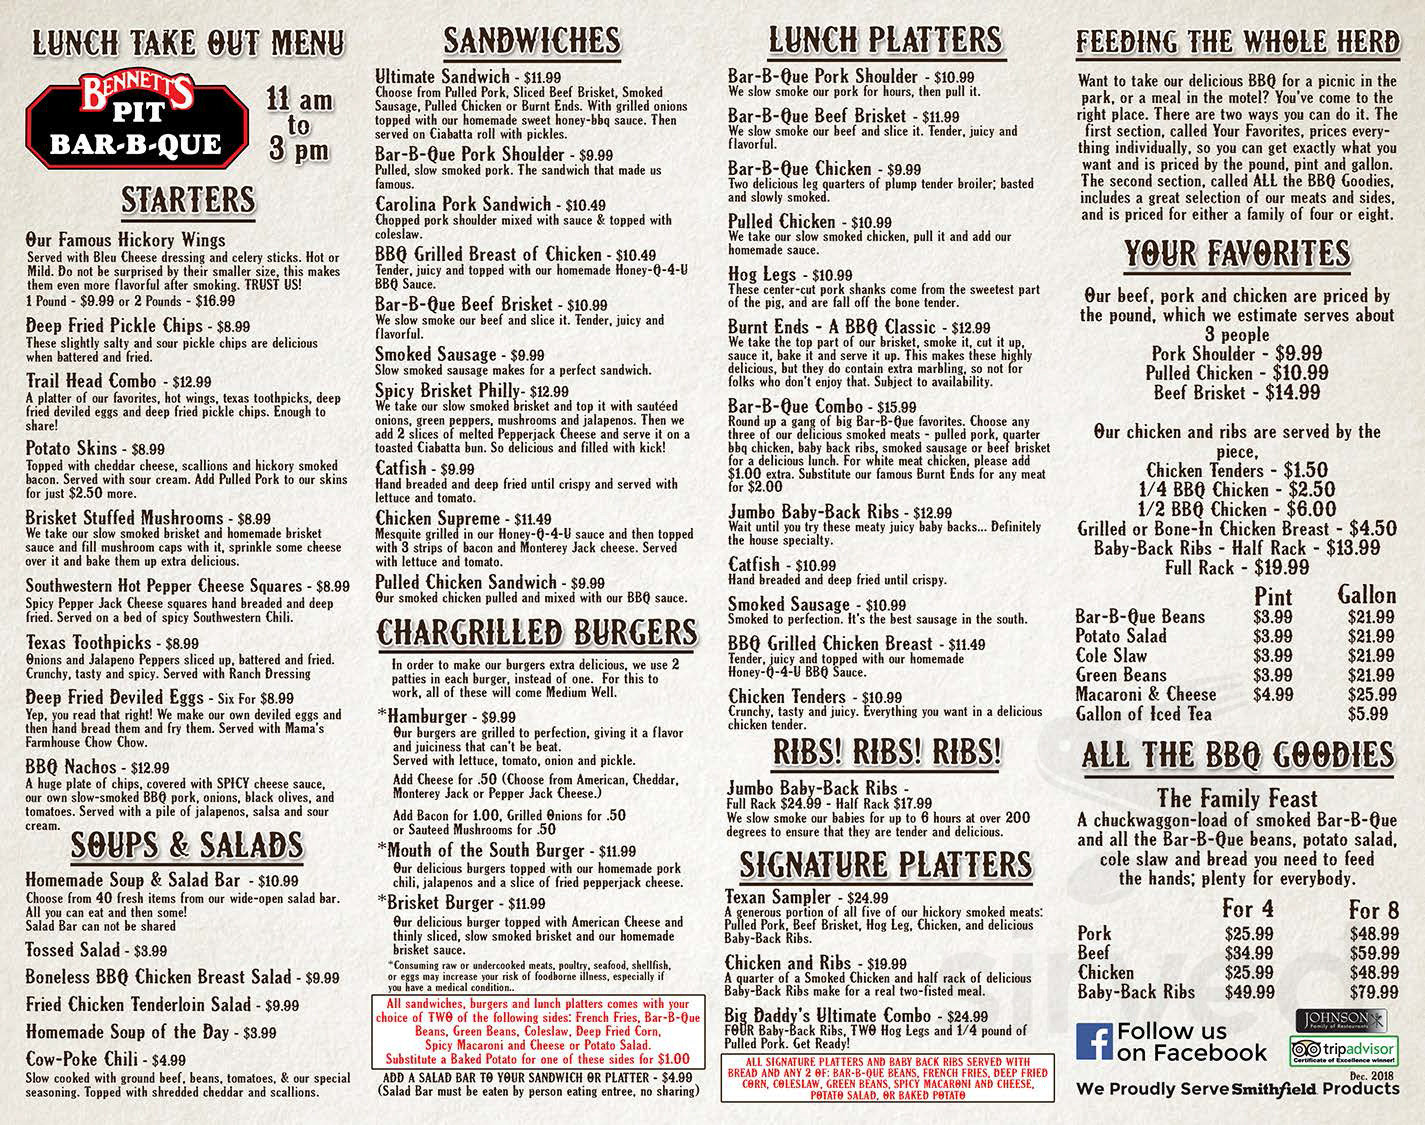 LUNCH TAKE OUT MENU
BENNETT'S
PIT
BAR-B-QUE
11 am
to
3 pm
STARTERS
Our Famous Hickory Wings
Served with Bleu Cheese dressing and celery sticks. Hot or
Mild. Do not be surprised by their smaller size, this makes
them even more flavorful after smoking. TRUST US!
1 Pound - $9.99 or 2 Pounds - $16.99
Deep Fried Pickle Chips - $8.99
These slightly salty and sour pickle chips are delicious
when battered and fried.
Trail Head Combo - $12.99
A platter of our favorites, hot wings, texas toothpicks, deep
fried deviled eggs and deep fried pickle chips. Enough to
share!
Potato Skins - $8.99
Topped with cheddar cheese, scallions and hickory smoked
bacon. Served with sour cream. Add Pulled Pork to our skins
for just $2.50 more.
Brisket Stuffed Mushrooms - $8.99
We take our slow smoked brisket and homemade brisket
sauce and fill mushroom caps with it, sprinkle some cheese
over it and bake them up extra delicious.
Southwestern Hot Pepper Cheese Squares - $8.99
Spicy Pepper Jack Cheese squares hand breaded and deep
fried. Served on a bed of spicy Southwestern Chili.
Texas Toothpicks - $8.99
Onions and Jalapeno Peppers sliced up, battered and fried.
Crunchy, tasty and spicy. Served with Ranch Dressing
Deep Fried Deviled Eggs - Six For $8.99
Yep, you read that right! We make our own deviled eggs and
then hand bread them and fry them. Served with Mama's
Farmhouse Chow Chow.
BBQ Nachos - $12.99
A huge plate of chips, covered with SPICY cheese sauce,
our own slow-smoked BBQ pork, onions, black olives, and
tomatoes. Served with a pile of jalapenos, salsa and sour
cream.
SOUPS & SALADS
Homemade Soup & Salad Bar - $10.99
Choose from 40 fresh items from our wide-open salad bar.
All you can eat and then some!
Salad Bar can not be shared
Tossed Salad - $3.99
Boneless BBQ Chicken Breast Salad - $9.99
Fried Chicken Tenderloin Salad - $9.99
Homemade Soup of the Day - $3.99
Cow-Poke Chili - $4.99
Slow cooked with ground beef, beans, tomatoes, & our special
seasoning. Topped with shredded cheddar and scallions.
SANDWICHES
Ultimate Sandwich - $11.99
Choose from Pulled Pork, Sliced Beef Brisket, Smoked
Sausage, Pulled Chicken or Burnt Ends. With grilled onions
topped with our homemade sweet honey-bbq sauce. Then
served on Ciabatta roll with pickles.
Bar-B-Que Pork Shoulder - $9.99
Pulled, slow smoked pork. The sandwich that made us
famous.
Carolina Pork Sandwich - $10.49
Chopped pork shoulder mixed with sauce & topped with
coleslaw.
BBQ Grilled Breast of Chicken - $10.49
Tender, juicy and topped with our homemade Honey-Q-4-U
BBQ Sauce.
Bar-B-Que Beef Brisket - $10.99
We slow smoke our beef and slice it. Tender, juicy and
flavorful.
Smoked Sausage - $9.99
Slow smoked sausage makes for a perfect sandwich.
Spicy Brisket Philly- $12.99
We take our slow smoked brisket and top it with sautéed
onions, green peppers, mushrooms and jalapenos. Then we
add 2 slices of melted Pepperjack Cheese and serve it on a
toasted Ciabatta bun. So delicious and filled with kick!
Catfish - $9.99
Hand breaded and deep fried until crispy and served with
lettuce and tomato.
Chicken Supreme - $11.49
Mesquite grilled in our Honey-Q-4-U sauce and then topped
with 3 strips of bacon and Monterey Jack cheese. Served
with lettuce and tomato.
Pulled Chicken Sandwich - $9.99
Our smoked chicken pulled and mixed with our BBQ sauce.
CHARGRILLED BURGERS
In order to make our burgers extra delicious, we use 2
patties in each burger, instead of one. For this to
work, all of these will come Medium Well.
*Hamburger - $9.99
Our burgers are grilled to perfection, giving it a flavor
and juiciness that can't be beat.
Served with lettuce, tomato, onion and pickle.
Add Cheese for .50 (Choose from American, Cheddar,
Monterey Jack or Pepper Jack Cheese.)
Add Bacon for 1.00, Grilled Onions for .50
or Sauteed Mushrooms for .50
*Mouth of the South Burger - $11.99
Our delicious burgers topped with our homemade pork
chili, jalapenos and a slice of fried pepperjack cheese.
*Brisket Burger - $11.99
Our delicious burger topped with American Cheese and
thinly sliced, slow smoked brisket and our homemade
brisket sauce.
*Consuming raw or undercooked meats, poultry, seafood, shellfish,
or eggs may increase your risk of foodborne illness, especially if
you have a medical condition..
All sandwiches, burgers and lunch platters comes with your
choice of TWO of the following sides: French Fries, Bar-B-Que
Beans, Green Beans, Coleslaw, Deep Fried Corn,
Spicy Macaroni and Cheese or Potato Salad.
Substitute a Baked Potato for one of these sides for $1.00
ADD A SALAD BAR TO YOUR SANDWICH OR PLATTER - $4.99
(Salad Bar must be eaten by person eating entree, no sharing)
LUNCH PLATTERS
Bar-B-Que Pork Shoulder - $10.99
We slow smoke our pork for hours, then pull it.
Bar-B-Que Beef Brisket - $11.99
We slow smoke our beef and slice it. Tender, juicy and
flavorful.
Bar-B-Que Chicken - $9.99
Two delicious leg quarters of plump tender broiler; basted
and slowly smoked.
Pulled Chicken - $10.99
We take our slow smoked chicken, pull it and add our
homemade sauce.
Hog Legs - $10.99
These center-cut pork shanks come from the sweetest part
of the pig, and are fall off the bone tender.
Burnt Ends - A BBQ Classic - $12.99
We take the top part of our brisket, smoke it, cut it up,
sauce it, bake it and serve it up. This makes these highly
delicious, but they do contain extra marbling, so not for
folks who don't enjoy that. Subject to availability.
Bar-B-Que Combo - $15.99
Round up a gang of big Bar-B-Que favorites. Choose any
three of our delicious smoked meats - pulled pork, quarter
bbq chicken, baby back ribs, smoked sausage or beef brisket
for a delicious lunch. For white meat chicken, please add
$1.00 extra. Substitute our famous Burnt Ends for any meat
for $2.00
Jumbo Baby-Back Ribs - $12.99
Wait until you try these meaty juicy baby backs... Definitely
the house specialty.
Catfish - $10.99
Hand breaded and deep fried until crispy.
Smoked Sausage - $10.99
Smoked to perfection. It's the best sausage in the south.
BBQ Grilled Chicken Breast - $11.49
Tender, juicy and topped with our homemade
Honey-Q-4-U BBQ Sauce.
Chicken Tenders - $10.99
Crunchy, tasty and juicy. Everything you want in a delicious
chicken tender.
RIBS! RIBS! RIBS!
Jumbo Baby-Back Ribs -
Full Rack $24.99 - Half Rack $17.99
We slow smoke our babies for up to 6 hours at over 200
degrees to ensure that they are tender and delicious.
SIGNATURE PLATTERS
Texan Sampler - $24.99
A generous portion of all five of our hickory smoked meats:
Pulled Pork, Beef Brisket, Hog Leg, Chicken, and delicious
Baby-Back Ribs.
Chicken and Ribs - $19.99
A quarter of a Smoked Chicken and half rack of delicious
Baby-Back Ribs make for a real two-fisted meal.
Big Daddy's Ultimate Combo - $24.99
FOUR Baby-Back Ribs, TWO Hog Legs and 1/4 pound of
Pulled Pork. Get Ready!
ALL SIGNATURE PLATTERS AND BABY BACK RIBS SERVED WITH
BREAD AND ANY 2 OF: BAR-B-QUE BEANS, FRENCH FRIES, DEEP FRIED
CORN, COLESLAW, GREEN BEANS, SPICY MACARONI AND CHEESE,
POTATO SALAD, OR BAKED POTATO
FEEDING THE WHOLE HERD
Want to take our delicious BBQ for a picnic in the
park, or a meal in the motel? You've come to the
right place. There are two ways you can do it. The
first section, called Your Favorites, prices every-
thing individually, so you can get exactly what you
want and is priced by the pound, pint and gallon.
The second section, called ALL the BBQ Goodies,
includes a great selection of our meats and sides,
and is priced for either a family of four or eight.
YOUR FAVORITES
Our beef, pork and chicken are priced by
the pound, which we estimate serves about
3 people
Pork Shoulder - $9.99
Pulled Chicken - $10.99
Beef Brisket - $14.99
Our chicken and ribs are served by the
piece,
Chicken Tenders - $1.50
1/4 BBQ Chicken - $2.50
1/2 BBQ Chicken - $6.00
Grilled or Bone-In Chicken Breast - $4.50
Baby-Back Ribs - Half Rack - $13.99
Full Rack - $19.99
Pint Gallon
Bar-B-Que Beans $3.99 $21.99
Potato Salad $3.99 $21.99
Cole Slaw $3.99 $21.99
Green Beans $3.99 $21.99
Macaroni & Cheese $4.99 $25.99
Gallon of Iced Tea $5.99
ALL THE BBQ GOODIES
The Family Feast
A chuckwaggon-load of smoked Bar-B-Que
and all the Bar-B-Que beans, potato salad,
cole slaw and bread you need to feed
the hands; plenty for everybody.
For 4 For 8
Pork $25.99 $48.99
Beef $34.99 $59.99
Chicken $25.99 $48.99
Baby-Back Ribs $49.99 $79.99
f Follow us
on Facebook
JOHNSON
Family of Restaurants
tripadvisor
Certificate of Excellence winner!
Dec. 2018
We Proudly Serve Smithfield Products